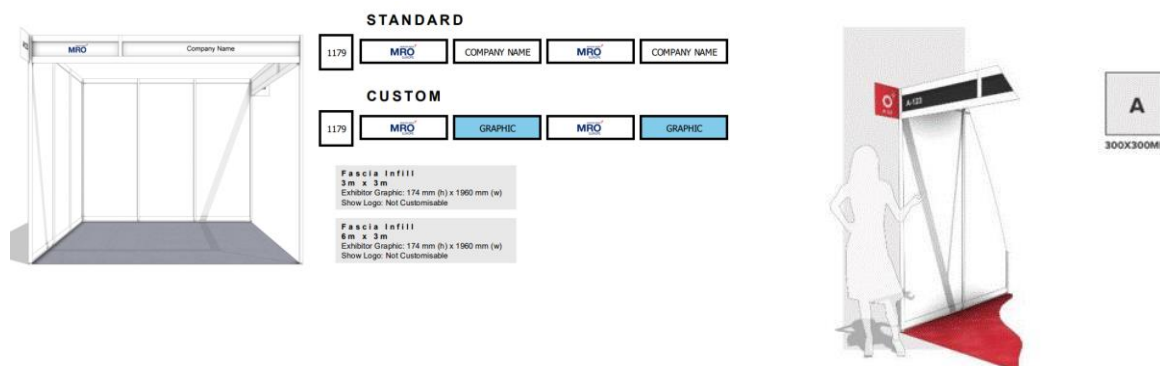 MRO
Company Name
STANDARD
1179
MRO
COMPANY NAME
MRO
COMPANY NAME
CUSTOM
1179
MRO
GRAPHIC
MRO
GRAPHIC
Fascia Infill
3m x 3m
Exhibitor Graphic: 174 mm (h) x 1960 mm (w)
Show Logo: Not Customisable
Fascia Infill
6m x 3m
Exhibitor Graphic: 174 mm (h) x 1960 mm (w)
Show Logo: Not Customisable
A-123
A